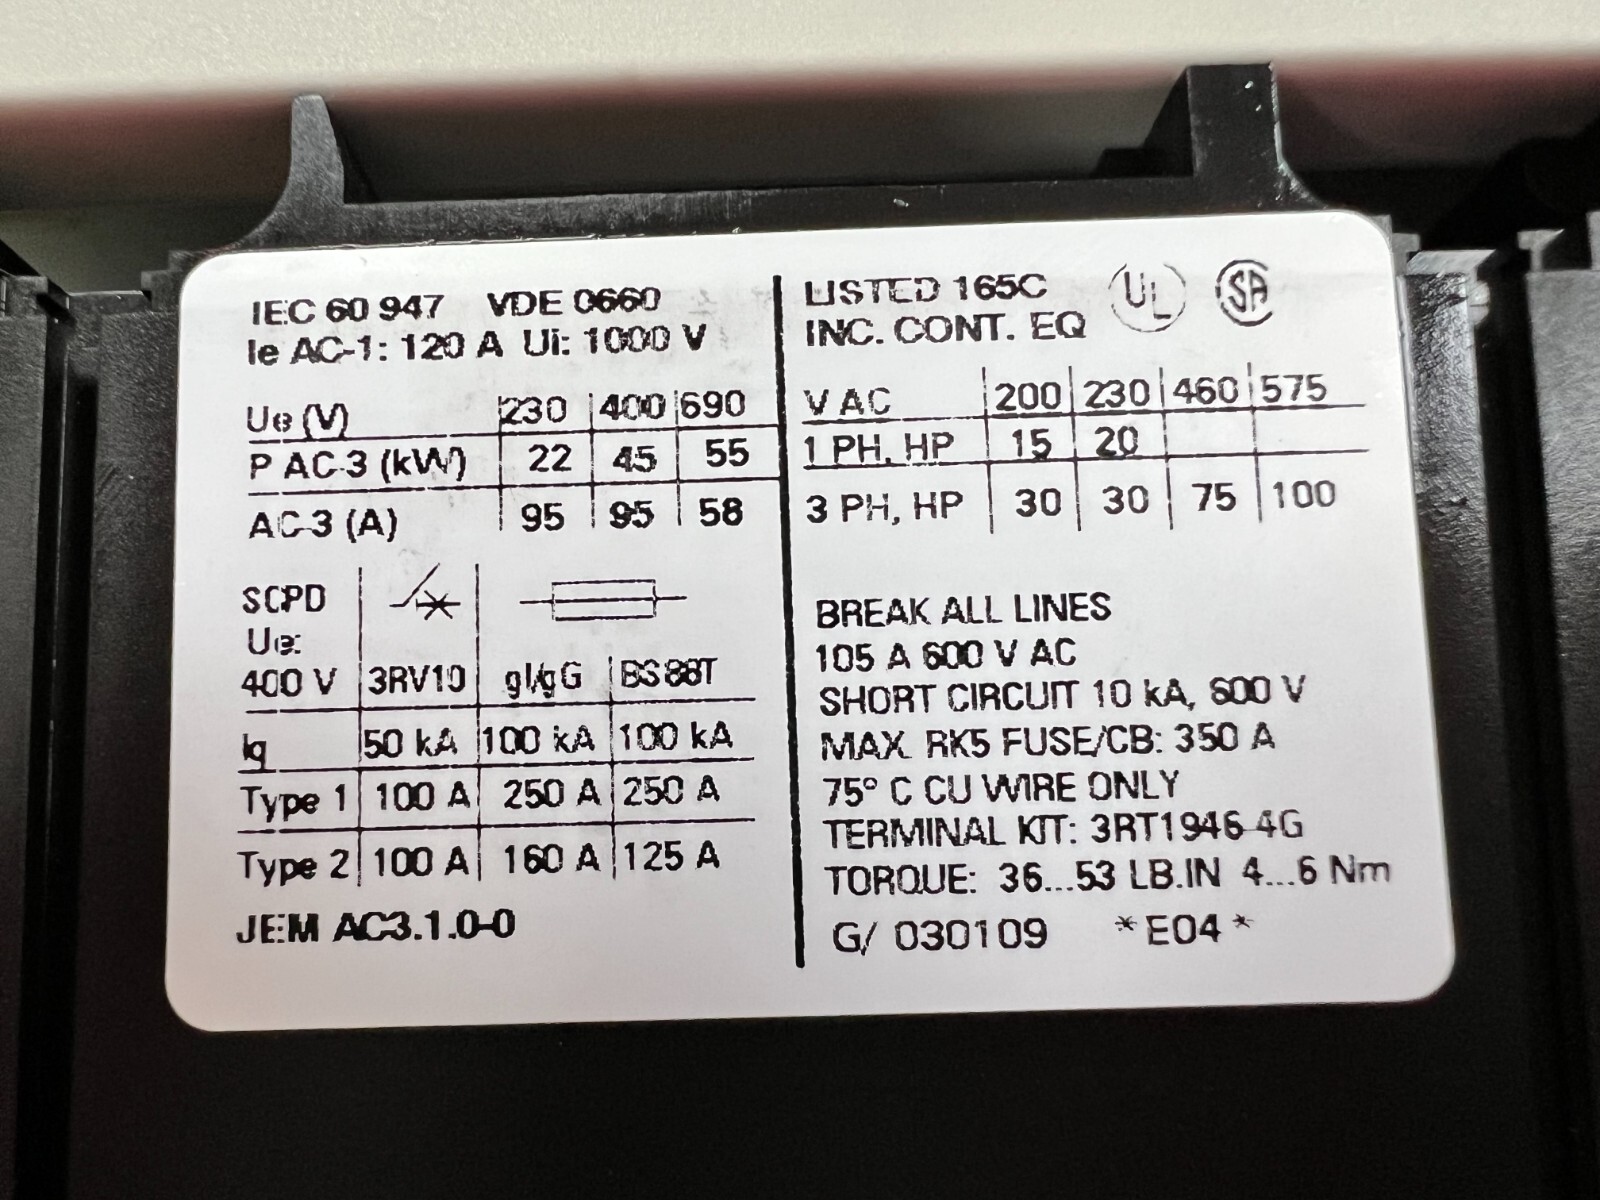 IEC 60 947 VDE 0660
Ie AC-1: 120 A Ui: 1000 V
Ue (V) 230 400 690
P AC-3 (kW) 22 45 55
AC-3 (A) 95 95 58
SCPD
Ue:
400 V 3RV10 gl/gG BS88T
Iq 50 kA 100 kA 100 kA
Type 1 100 A 250 A 250 A
Type 2 100 A 160 A 125 A
JEM AC3.1.0-0
LISTED 165C UL SA
INC. CONT. EQ
V AC 200 230 460 575
1 PH, HP 15 20
3 PH, HP 30 30 75 100
BREAK ALL LINES
105 A 600 V AC
SHORT CIRCUIT 10 kA, 600 V
MAX. RK5 FUSE/CB: 350 A
75° C CU WIRE ONLY
TERMINAL KIT: 3RT1946-4G
TORQUE: 36...53 LB.IN 4...6 Nm
G/ 030109 *E04*